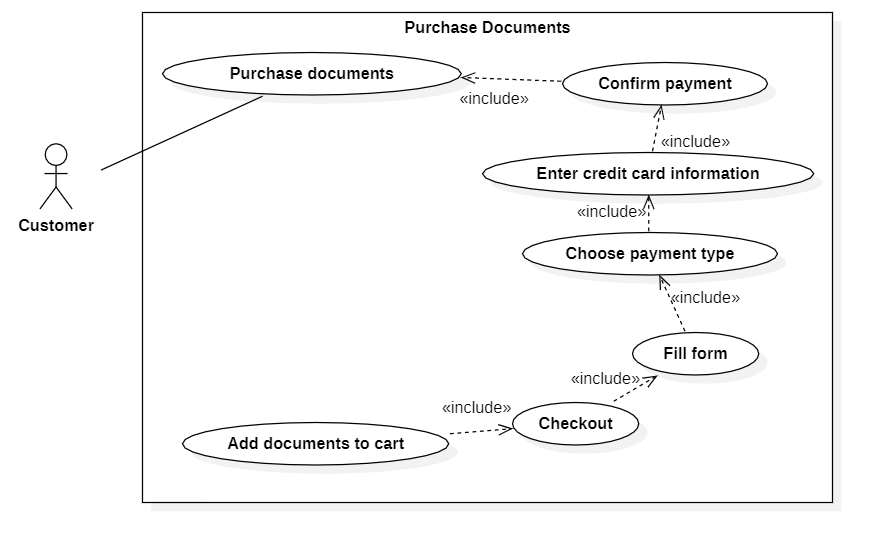 Purchase Documents
Purchase documents
Confirm payment
«include»
«include»
Enter credit card information
«include»
Customer
Choose payment type
«include»
Fill form
«include»
«include»
Checkout
Add documents to cart